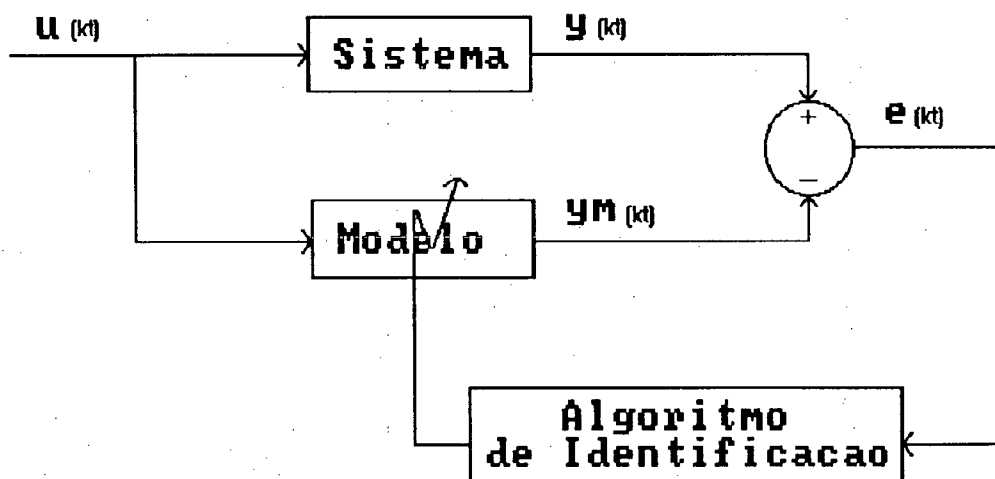 u (kt)
Sistema
y (kt)
+
e (kt)
−
Modelo
ym (kt)
Algoritmo
de Identificacao